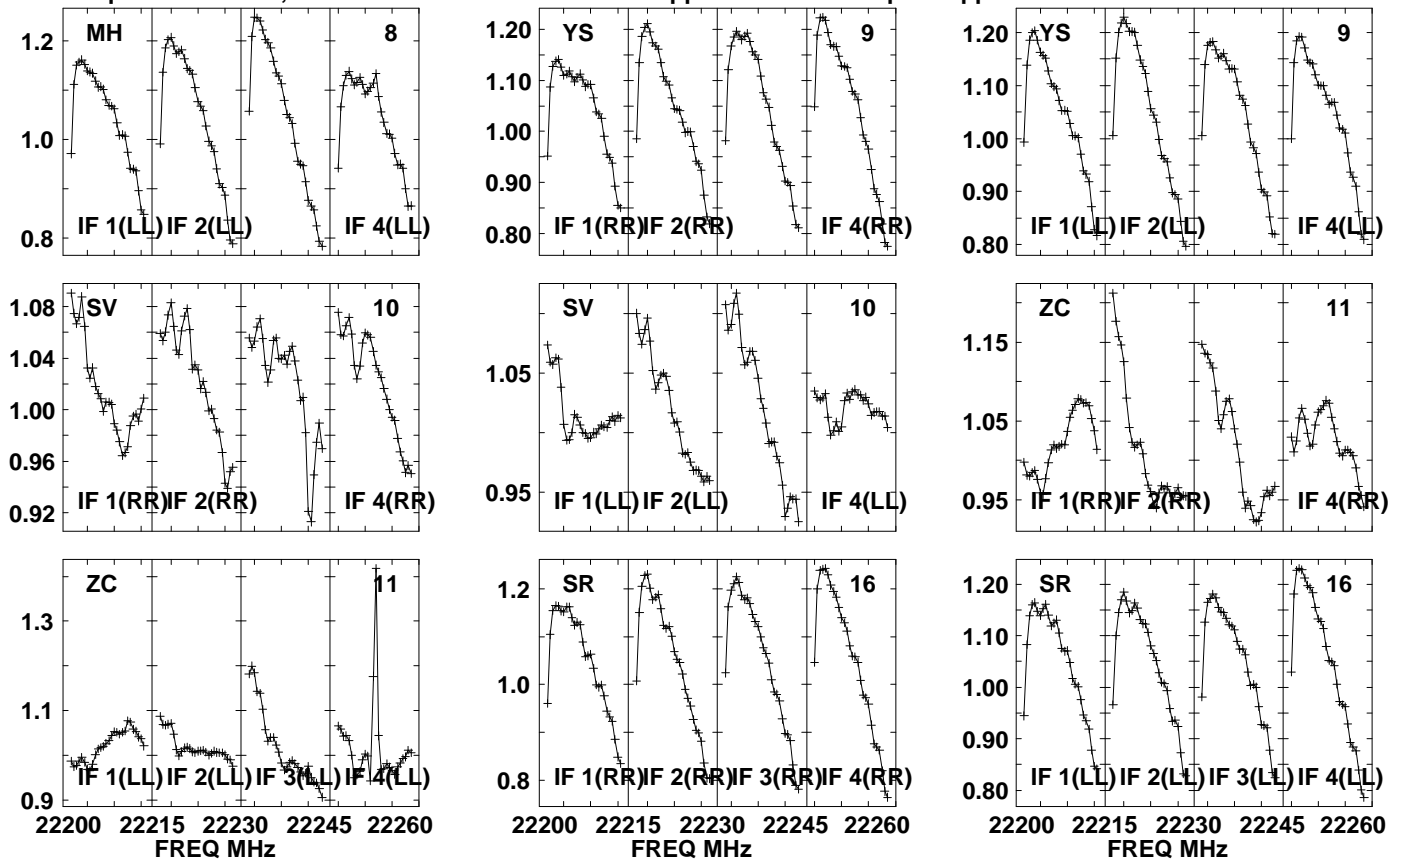 MH 8 YS 9 YS 9
1.2 1.20 1.20
1.10 1.10
1.0 1.00 1.00
0.90 0.90
0.8 0.80 0.80
IF 1(LL) IF 2(LL) IF 4(LL) IF 1(RR) IF 2(RR) IF 4(RR) IF 1(LL) IF 2(LL) IF 4(LL)
SV 10 SV 10 ZC 11
1.08 1.15
1.04 1.05
1.00 1.05
0.96 0.95 0.95
0.92
IF 1(RR) IF 2(RR) IF 4(RR) IF 1(LL) IF 2(LL) IF 4(LL) IF 1(RR) IF 2(RR) IF 4(RR)
ZC 11 SR 16 SR 16
1.3 1.2 1.20
1.10
1.1 1.0 1.00
0.90
0.9 0.8 0.80
IF 1(LL) IF 2(LL) IF 3(LL) IF 4(LL) IF 1(RR) IF 2(RR) IF 3(RR) IF 4(RR) IF 1(LL) IF 2(LL) IF 3(LL) IF 4(LL)
22200 22215 22230 22245 22260 22200 22215 22230 22245 22260 22200 22215 22230 22245 22260
FREQ MHz FREQ MHz FREQ MHz